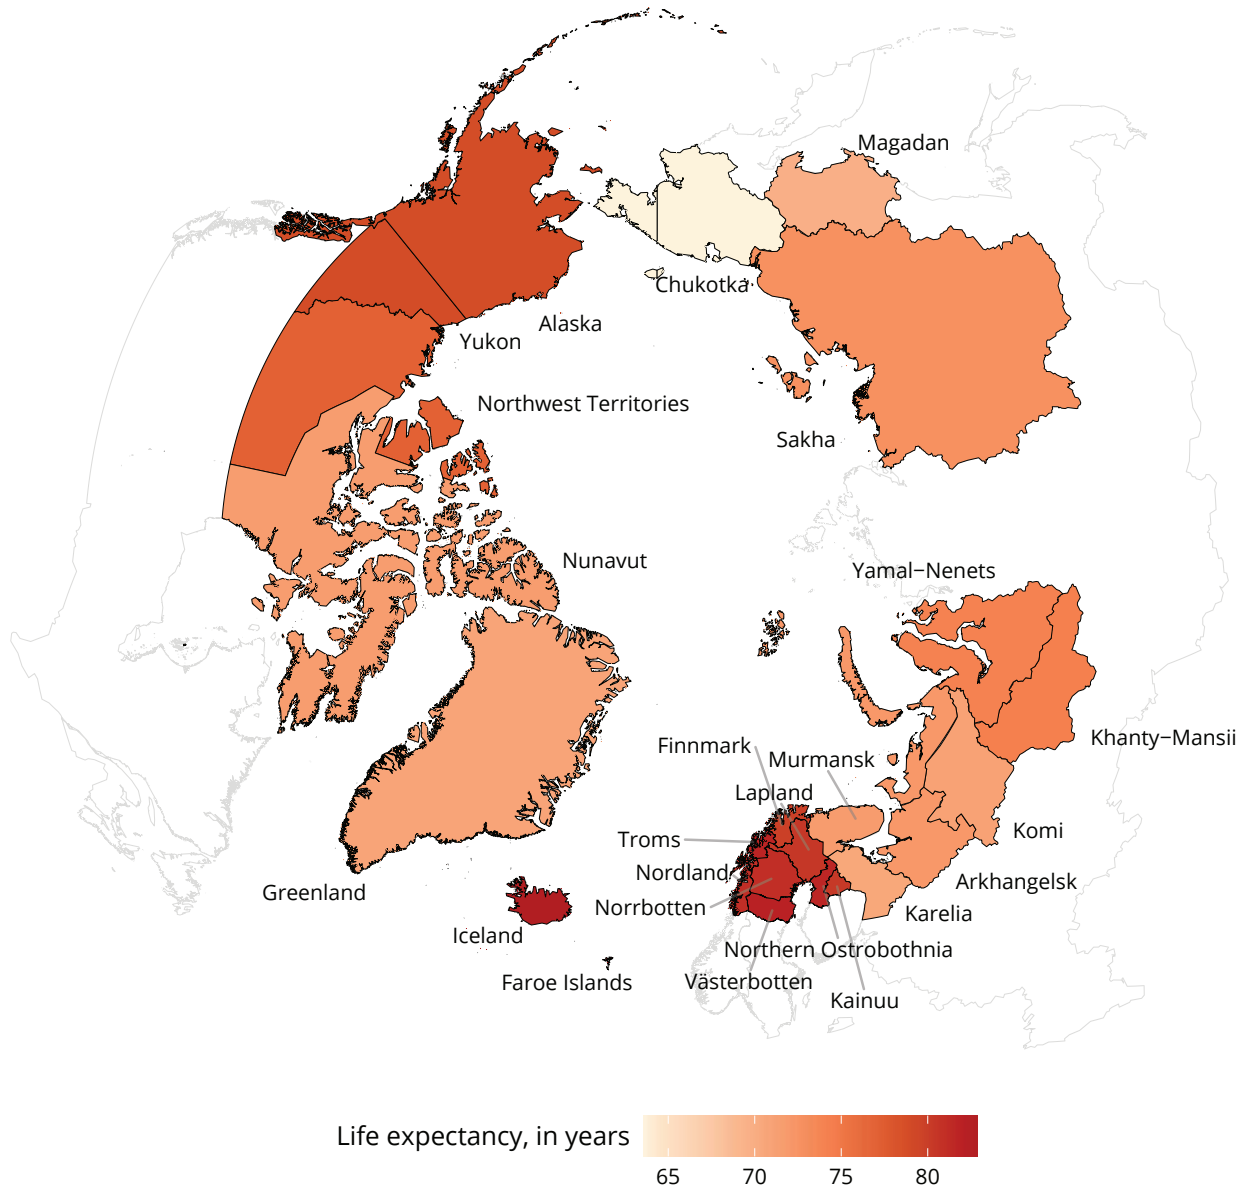 Magadan
Chukotka
Alaska
Yukon
Northwest Territories
Sakha
Nunavut
Yamal−Nenets
Khanty−Mansii
Finnmark
Murmansk
Lapland
Komi
Troms
Nordland
Arkhangelsk
Greenland
Norrbotten
Karelia
Iceland
Northern Ostrobothnia
Faroe Islands
Västerbotten
Kainuu
Life expectancy, in years
65 70 75 80